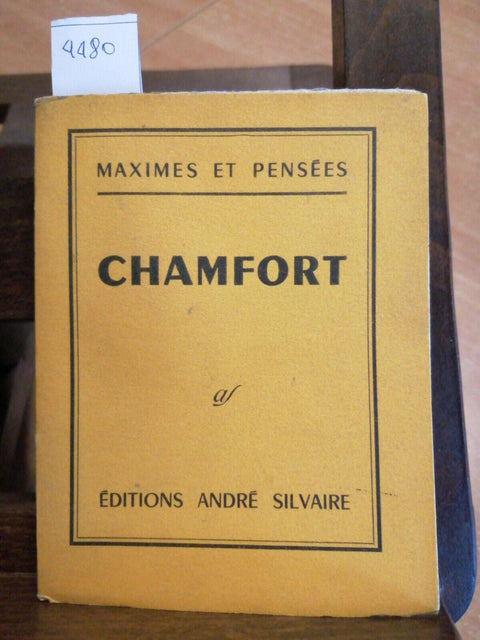 4480
MAXIMES ET PENSÉES
CHAMFORT
as
ÉDITIONS ANDRÉ SILVAIRE